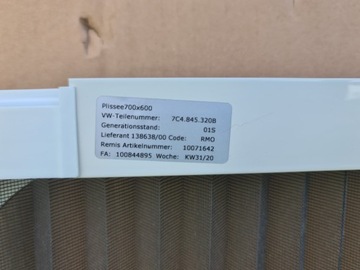 Plissee700x600
VW-Teilenummer: 7C4.845.320B
Generationsstand: 01S
Lieferant 138638/00 Code: RMO
Remis Artikelnummer: 10071642
FA: 100844895 Woche: KW31/20